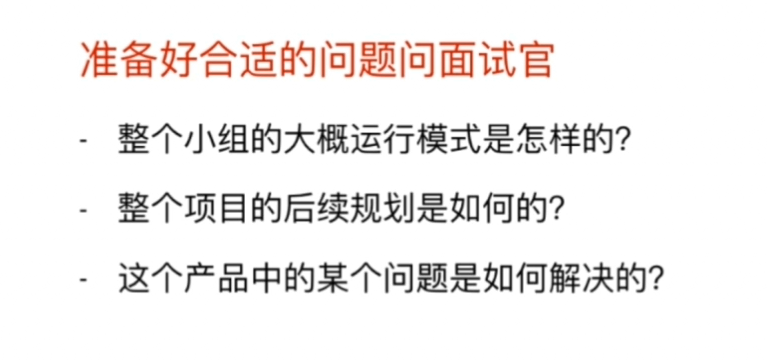 准备好合适的问题问面试官
- 整个小组的大概运行模式是怎样的?
- 整个项目的后续规划是如何的?
- 这个产品中的某个问题是如何解决的?